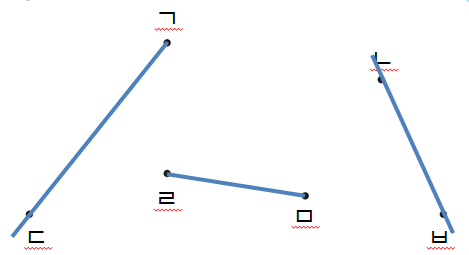 ㄱ
ㄴ
ㄹ
ㅁ
ㄷ
ㅂ